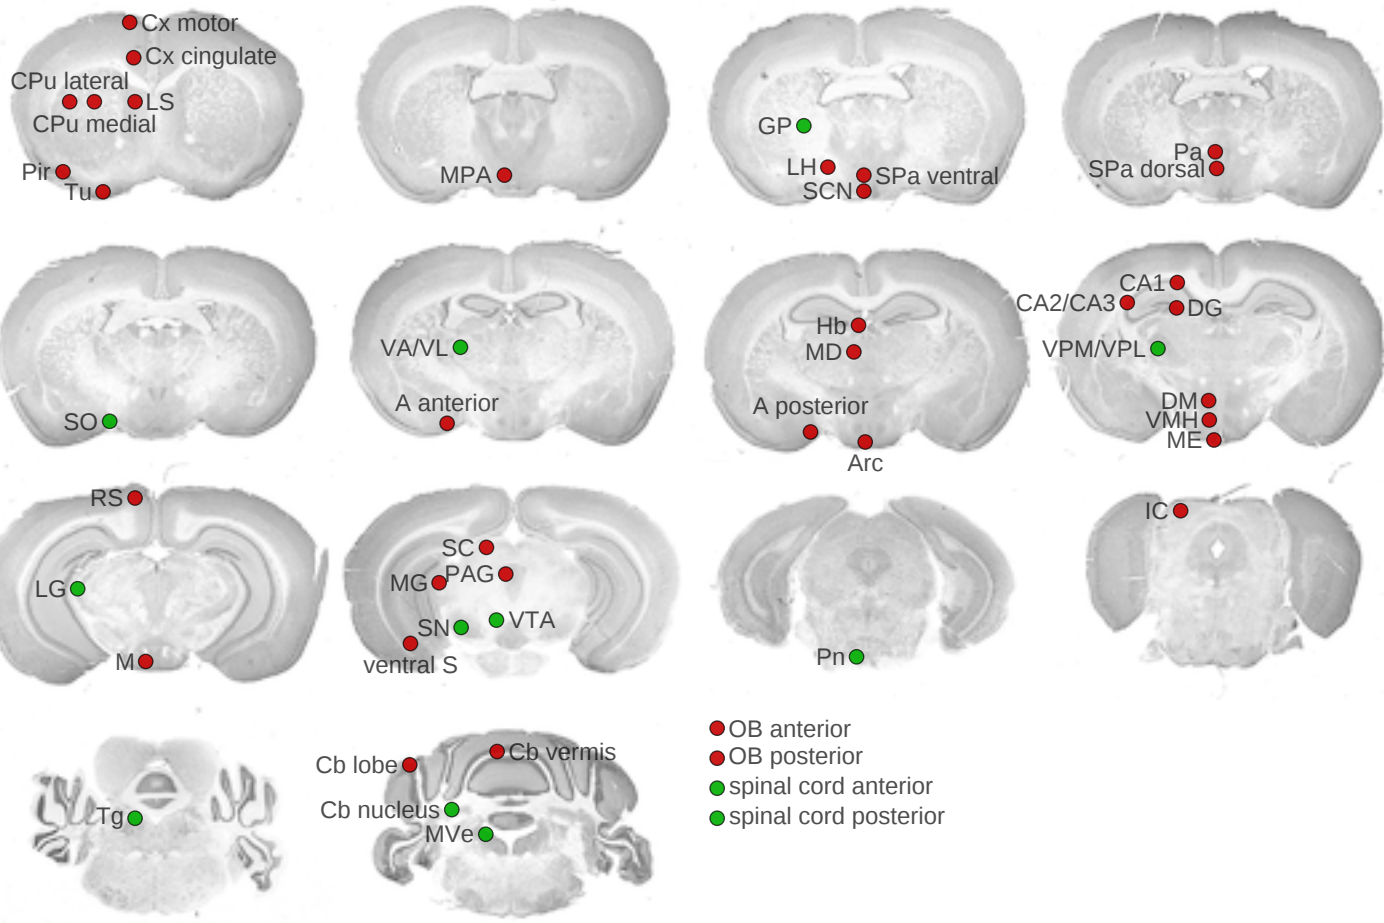 Cx motor
Cx cingulate
CPu lateral
LS
CPu medial
Pir
Tu
MPA
GP
LH
SPa ventral
SCN
Pa
SPa dorsal
SO
VA/VL
A anterior
Hb
MD
A posterior
Arc
CA1
CA2/CA3
DG
VPM/VPL
DM
VMH
ME
RS
LG
M
SC
MG
PAG
SN
VTA
ventral S
Pn
IC
Tg
Cb lobe
Cb vermis
Cb nucleus
MVe
OB anterior
OB posterior
spinal cord anterior
spinal cord posterior